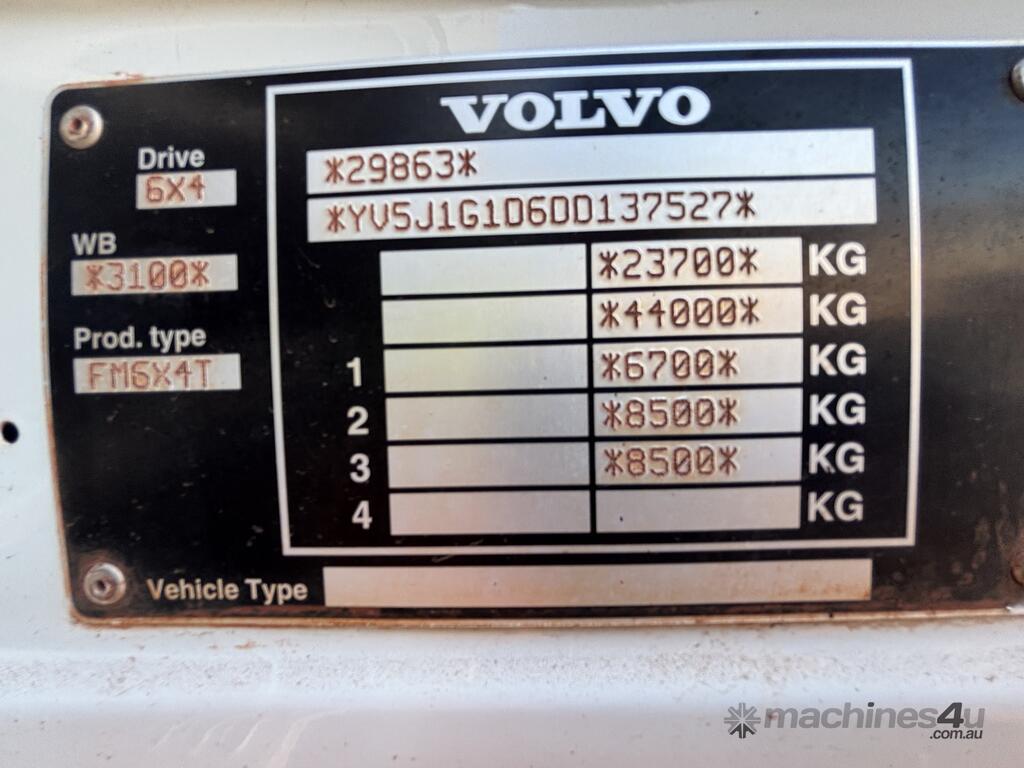 VOLVO
Drive
6X4
*29863*
*YV5J1G1D6DD137527*
WB
*3100*
*23700* KG
*44000* KG
Prod. type
FM6X4T
1 *6700* KG
2 *8500* KG
3 *8500* KG
4 KG
Vehicle Type
machines4u
.com.au